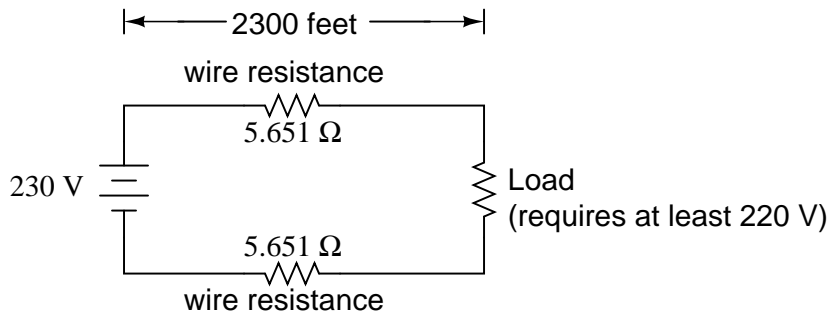 2300 feet
wire resistance
5.651 Ω
230 V
Load
(requires at least 220 V)
5.651 Ω
wire resistance